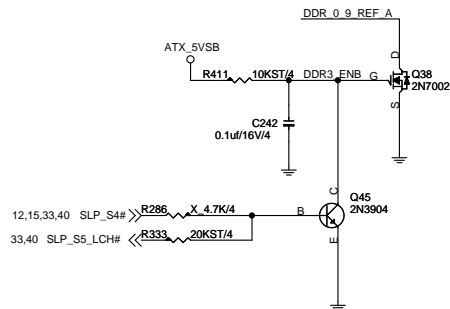 DDR_0_9_REF_A
ATX_5VSB
R411 10KST/4 DDR3_ENB G
D
Q38
2N7002
S
C242
0.1uf/16V/4
C
Q45
2N3904
12,15,33,40 SLP_S4# R286 X_4.7K/4
B
33,40 SLP_S5_LCH# R333 20KST/4
E